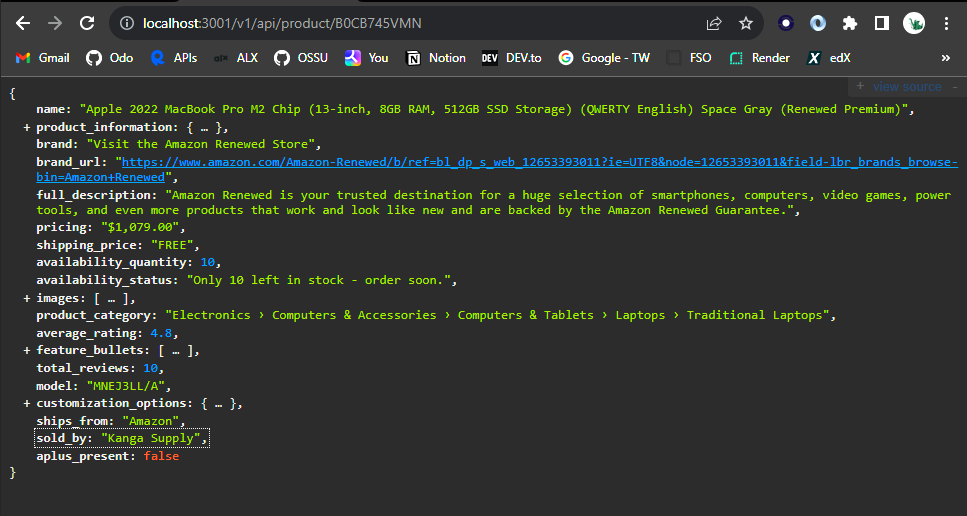 localhost:3001/v1/api/product/B0CB745VMN
Gmail Odo APIs alx ALX OSSU You Notion DEV DEV.to Google - TW FSO Render X edX »
+ view source -
{
name: "Apple 2022 MacBook Pro M2 Chip (13-inch, 8GB RAM, 512GB SSD Storage) (QWERTY English) Space Gray (Renewed Premium)",
+ product_information: { … },
brand: "Visit the Amazon Renewed Store",
brand_url: "https://www.amazon.com/Amazon-Renewed/b/ref=bl_dp_s_web_12653393011?ie=UTF8&node=12653393011&field-lbr_brands_browse-
bin=Amazon+Renewed",
full_description: "Amazon Renewed is your trusted destination for a huge selection of smartphones, computers, video games, power
tools, and even more products that work and look like new and are backed by the Amazon Renewed Guarantee.",
pricing: "$1,079.00",
shipping_price: "FREE",
availability_quantity: 10,
availability_status: "Only 10 left in stock - order soon.",
+ images: [ … ],
product_category: "Electronics › Computers & Accessories › Computers & Tablets › Laptops › Traditional Laptops",
average_rating: 4.8,
+ feature_bullets: [ … ],
total_reviews: 10,
model: "MNEJ3LL/A",
+ customization_options: { … },
ships_from: "Amazon",
sold_by: "Kanga Supply",
aplus_present: false
}